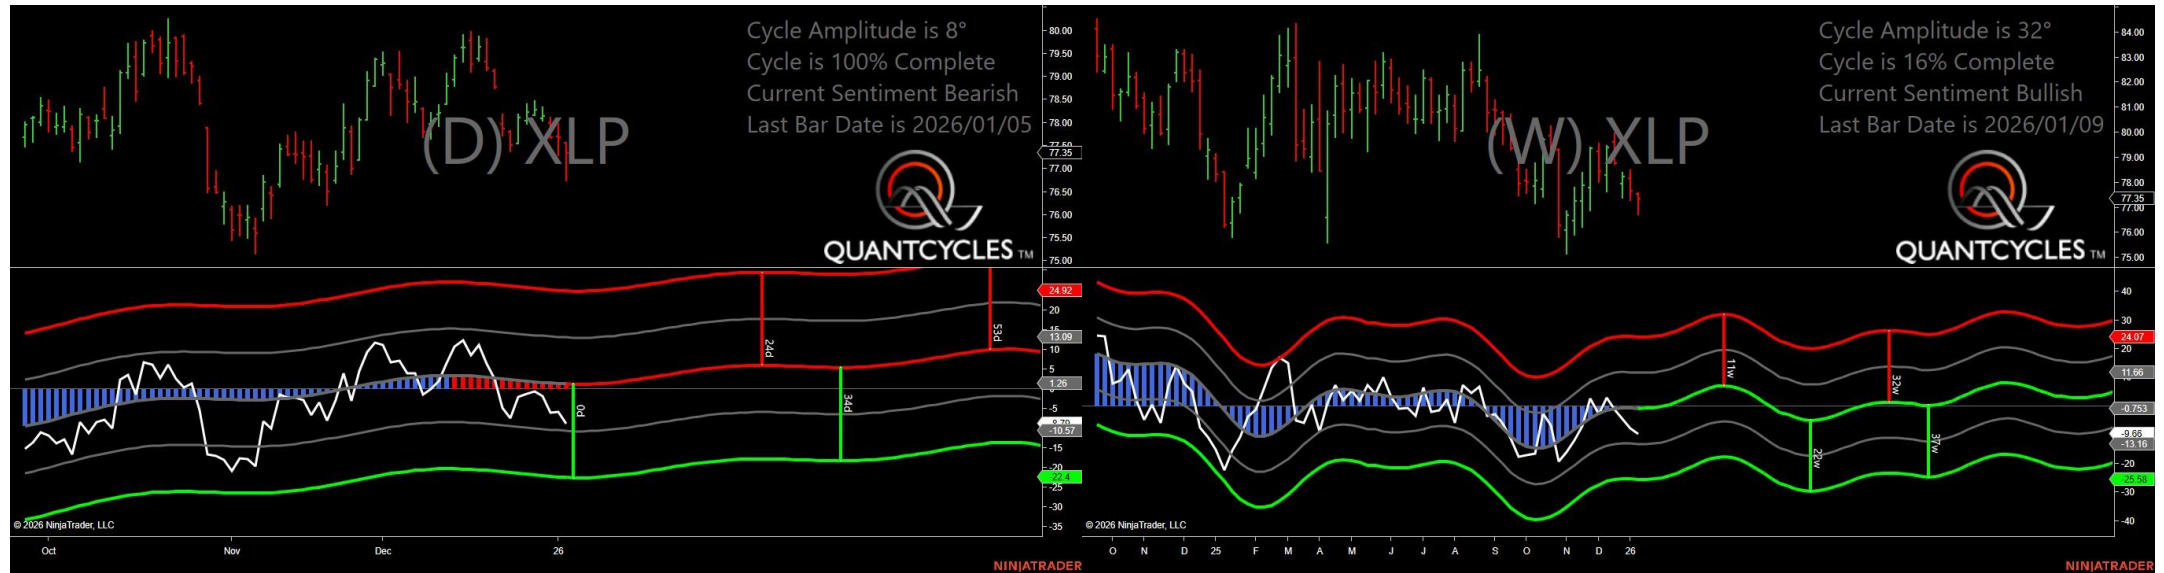 Cycle Amplitude is 8°
Cycle is 100% Complete
Current Sentiment Bearish
Last Bar Date is 2026/01/05
(D) XLP
QUANTCYCLES TM
80.00
79.50
79.00
78.50
78.00
77.50
77.35
77.00
76.50
76.00
75.50
75.00
24.92
20
15
13.09
10
5
1.26
-5
-10.57
-15
-20
-22.4
-25
-30
-35
24d
53d
0d
34d
© 2026 NinjaTrader, LLC
Oct
Nov
Dec
26
NINJATRADER
Cycle Amplitude is 32°
Cycle is 16% Complete
Current Sentiment Bullish
Last Bar Date is 2026/01/09
(W) XLP
QUANTCYCLES TM
84.00
83.00
82.00
81.00
80.00
79.00
78.00
77.35
77.00
76.00
75.00
40
30
24.07
20
11.66
-0.753
-9.66
-13.16
-20
-25.58
-30
-40
11w
32w
22w
37w
© 2026 NinjaTrader, LLC
O N D 25 F M A M J J A S O N D 26
NINJATRADER